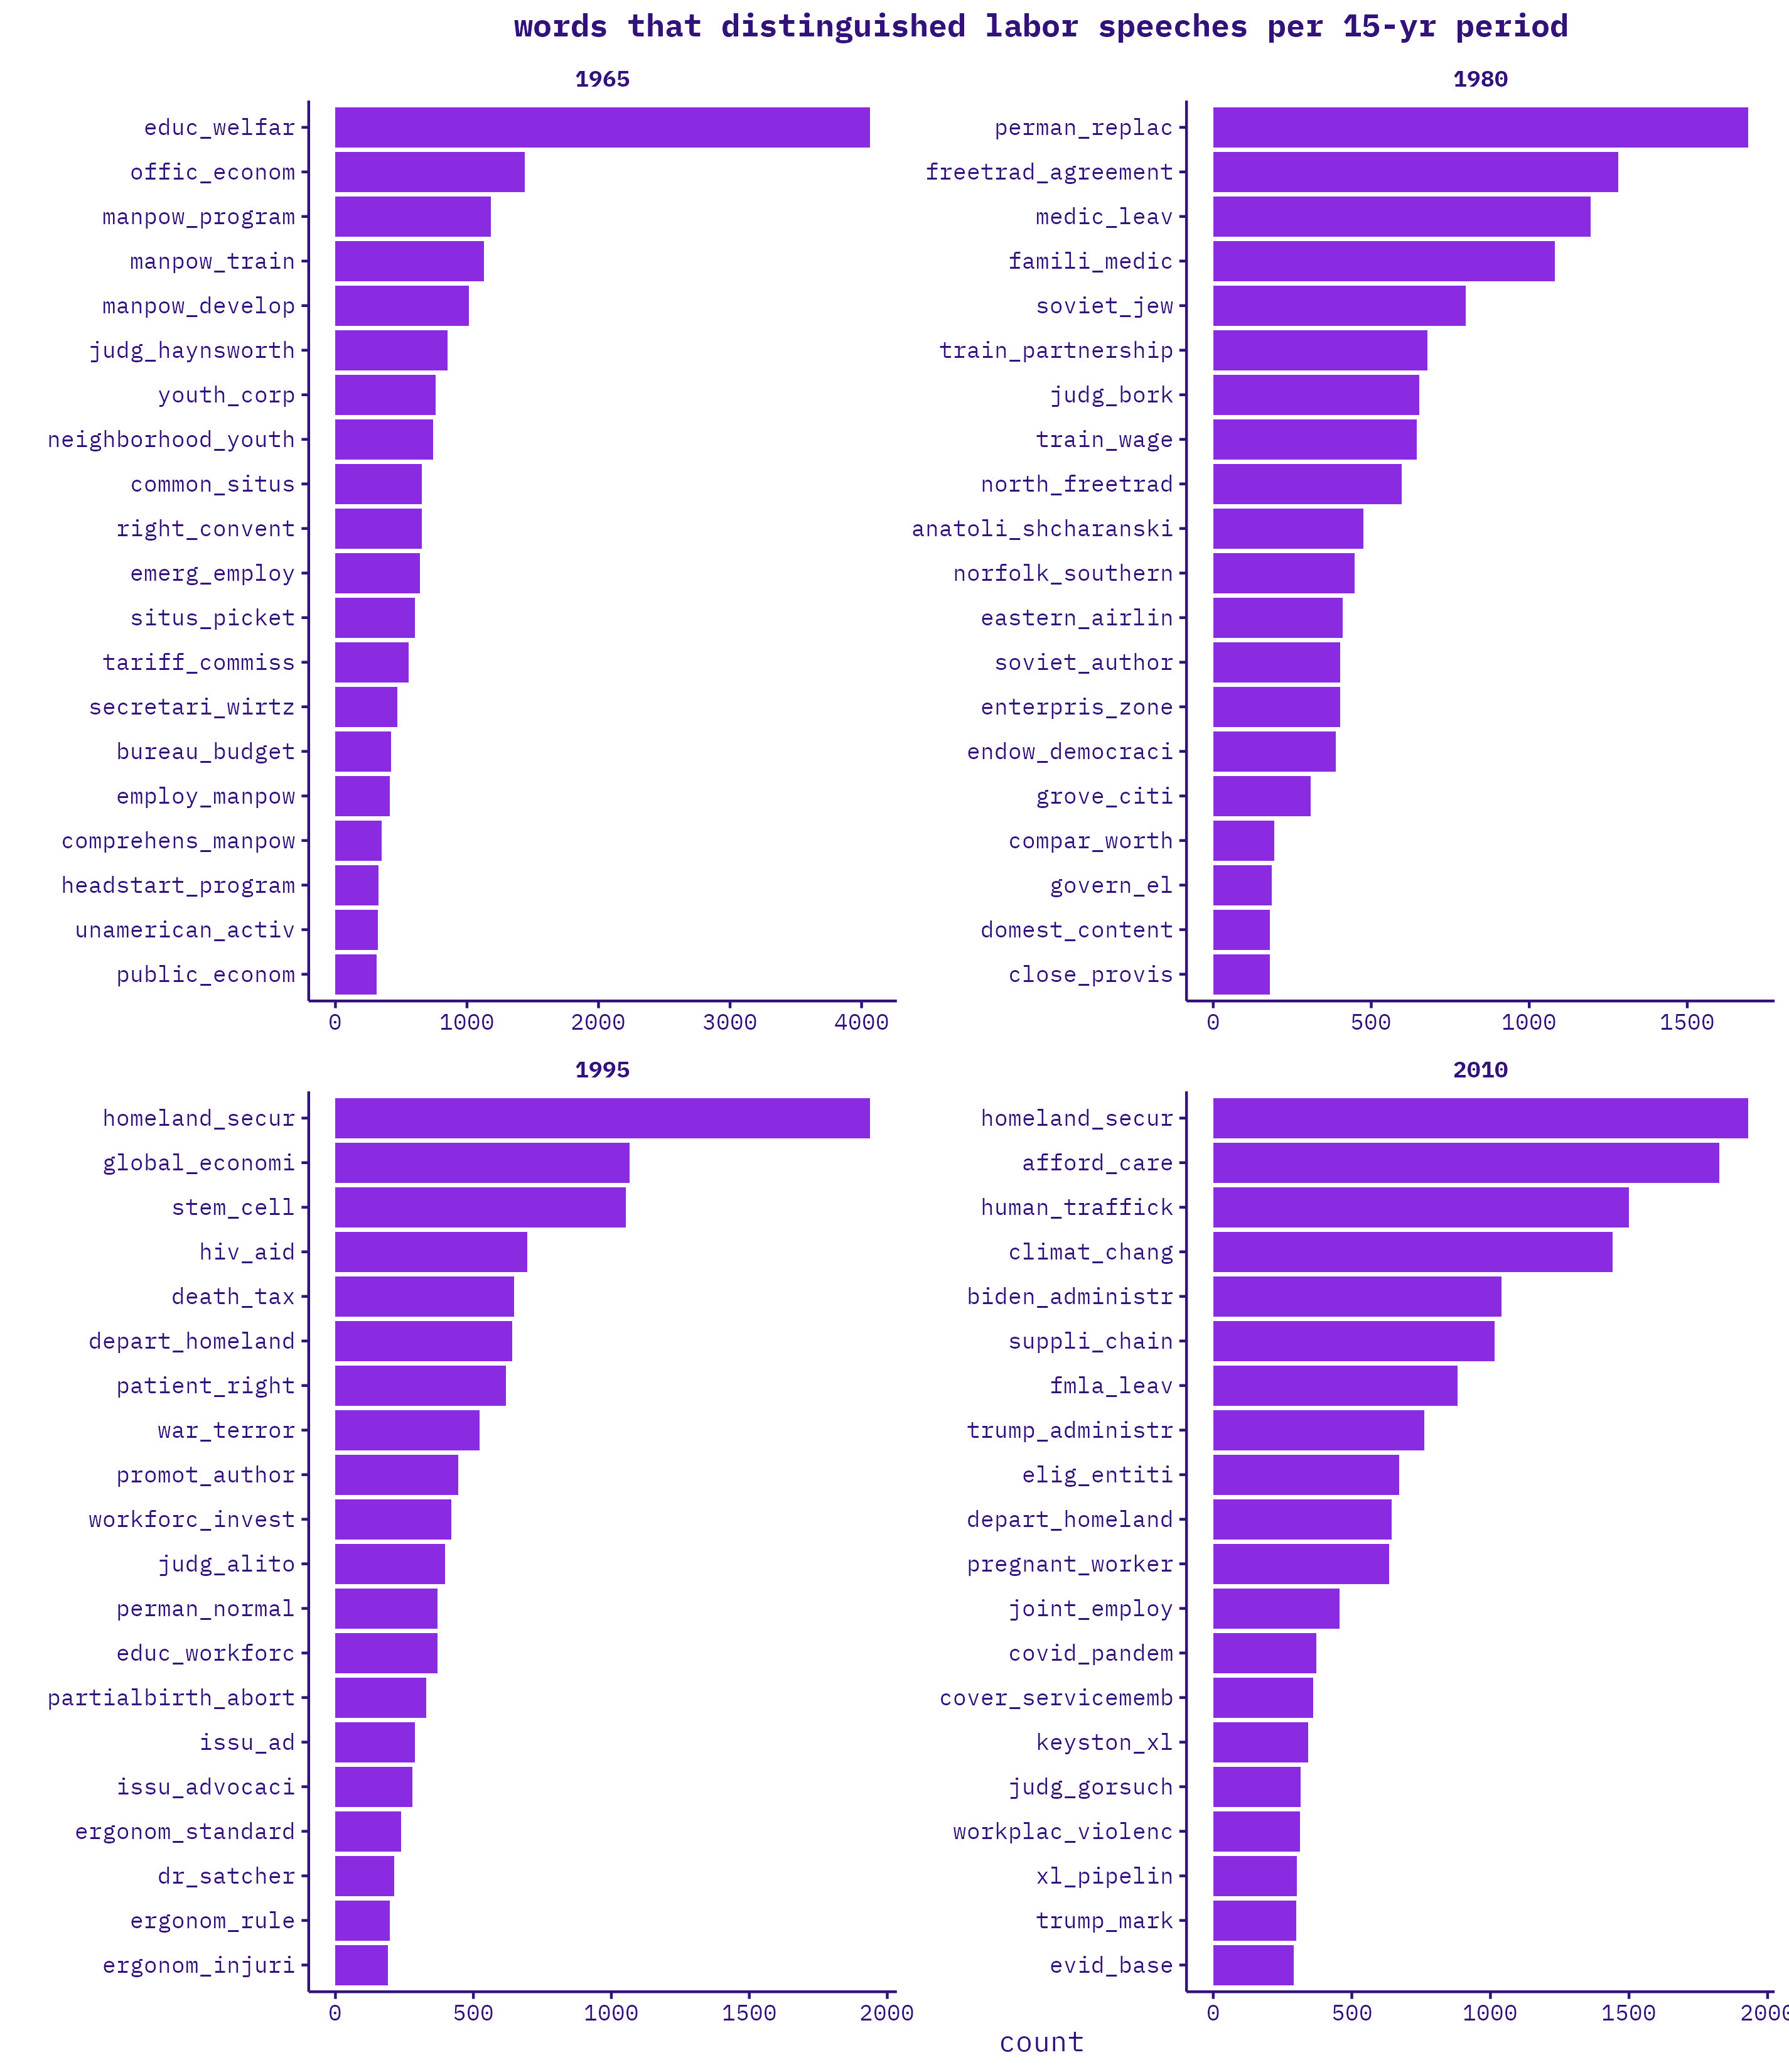 words that distinguished labor speeches per 15-yr period
1965
educ_welfar
offic_econom
manpow_program
manpow_train
manpow_develop
judg_haynsworth
youth_corp
neighborhood_youth
common_situs
right_convent
emerg_employ
situs_picket
tariff_commiss
secretari_wirtz
bureau_budget
employ_manpow
comprehens_manpow
headstart_program
unamerican_activ
public_econom
0 1000 2000 3000 4000
1980
perman_replac
freetrad_agreement
medic_leav
famili_medic
soviet_jew
train_partnership
judg_bork
train_wage
north_freetrad
anatoli_shcharanski
norfolk_southern
eastern_airlin
soviet_author
enterpris_zone
endow_democraci
grove_citi
compar_worth
govern_el
domest_content
close_provis
0 500 1000 1500
1995
homeland_secur
global_economi
stem_cell
hiv_aid
death_tax
depart_homeland
patient_right
war_terror
promot_author
workforc_invest
judg_alito
perman_normal
educ_workforc
partialbirth_abort
issu_ad
issu_advocaci
ergonom_standard
dr_satcher
ergonom_rule
ergonom_injuri
0 500 1000 1500 2000
2010
homeland_secur
afford_care
human_traffick
climat_chang
biden_administr
suppli_chain
fmla_leav
trump_administr
elig_entiti
depart_homeland
pregnant_worker
joint_employ
covid_pandem
cover_servicememb
keyston_xl
judg_gorsuch
workplac_violenc
xl_pipelin
trump_mark
evid_base
0 500 1000 1500 2000
count